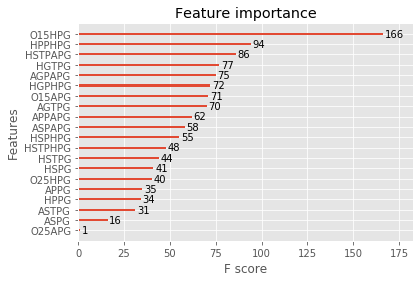 Feature importance
Features
O15HPG 166
HPPHPG 94
HSTPAPG 86
HGTPG 77
AGPAPG 75
HGPHPG 72
O15APG 71
AGTPG 70
APPAPG 62
ASPAPG 58
HSPHPG 55
HSTPHPG 48
HSTPG 44
HSPG 41
O25HPG 40
APPG 35
HPPG 34
ASTPG 31
ASPG 16
O25APG 1
0 25 50 75 100 125 150 175
F score